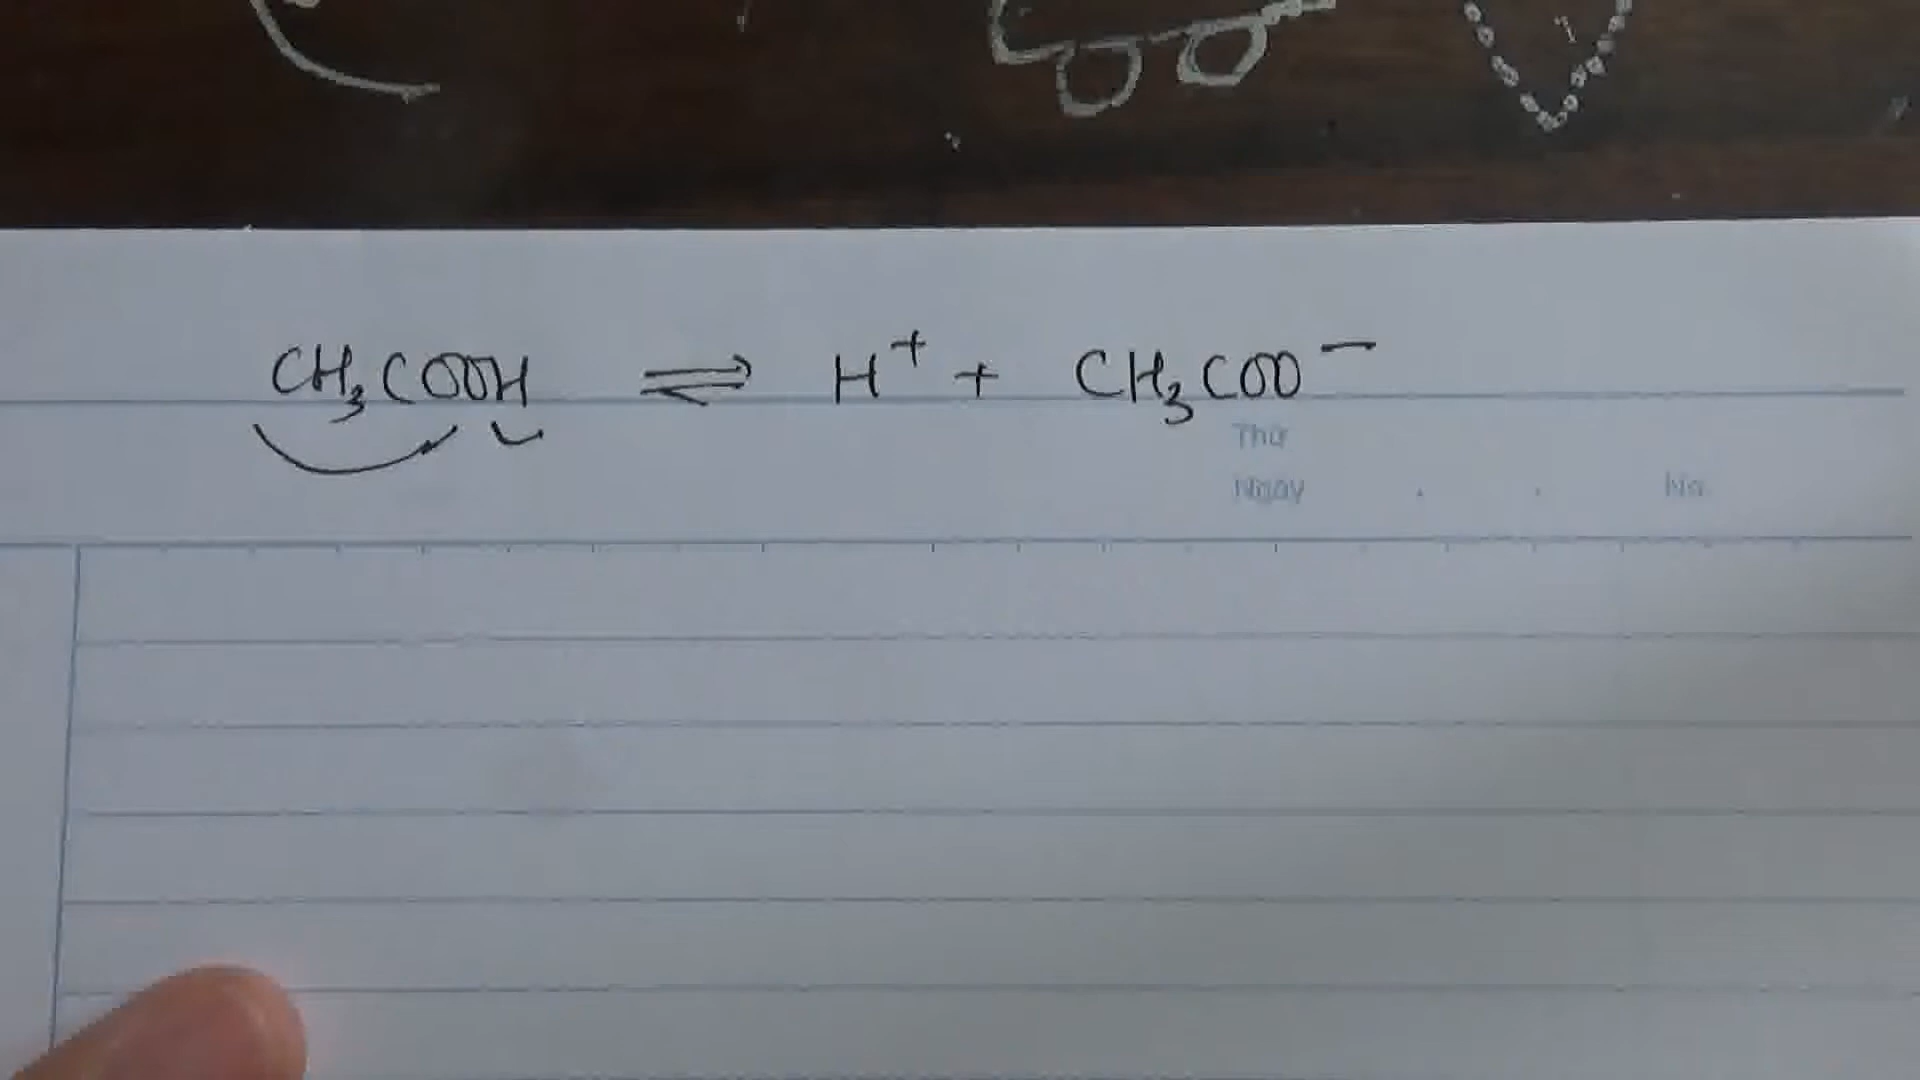 CH₃COOH ⇌ H⁺ + CH₃COO⁻
Thứ
Ngày . . No